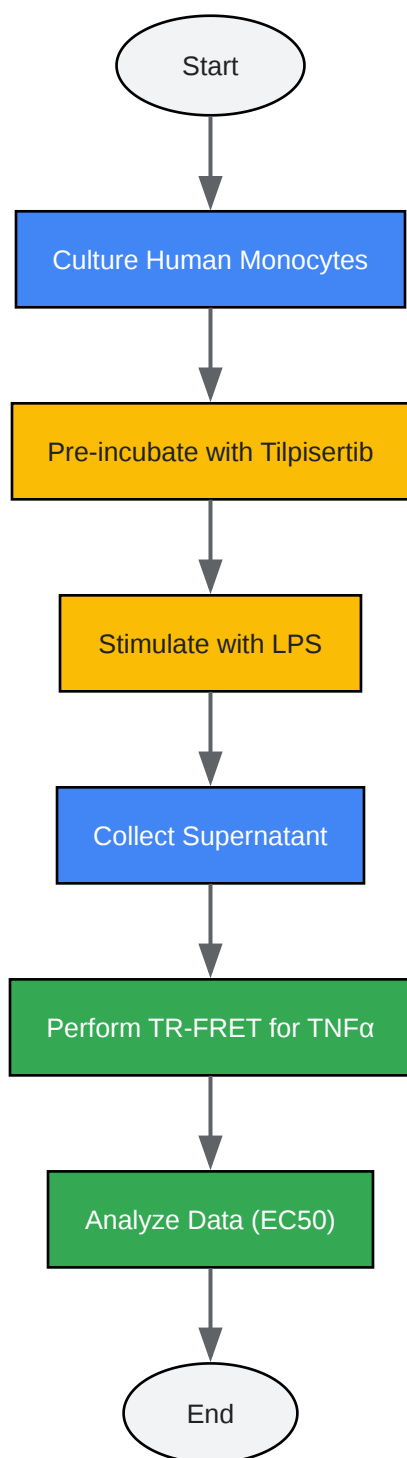 Start
Culture Human Monocytes
Pre-incubate with Tilpisertib
Stimulate with LPS
Collect Supernatant
Perform TR-FRET for TNFα
Analyze Data (EC50)
End